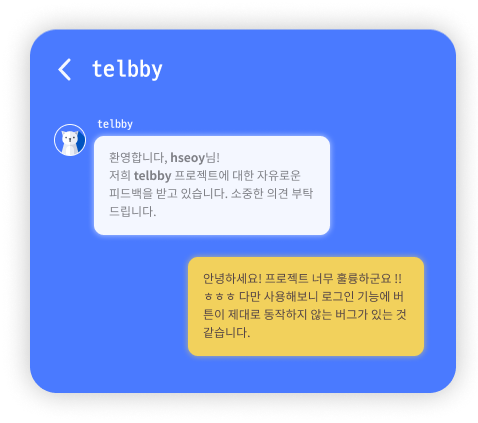 telbby
telbby
환영합니다, hseoy님!
저희 telbby 프로젝트에 대한 자유로운
피드백을 받고 있습니다. 소중한 의견 부탁
드립니다.
안녕하세요! 프로젝트 너무 훌륭하군요 !!
ㅎㅎㅎ 다만 사용해보니 로그인 기능에 버
튼이 제대로 동작하지 않는 버그가 있는 것
같습니다.